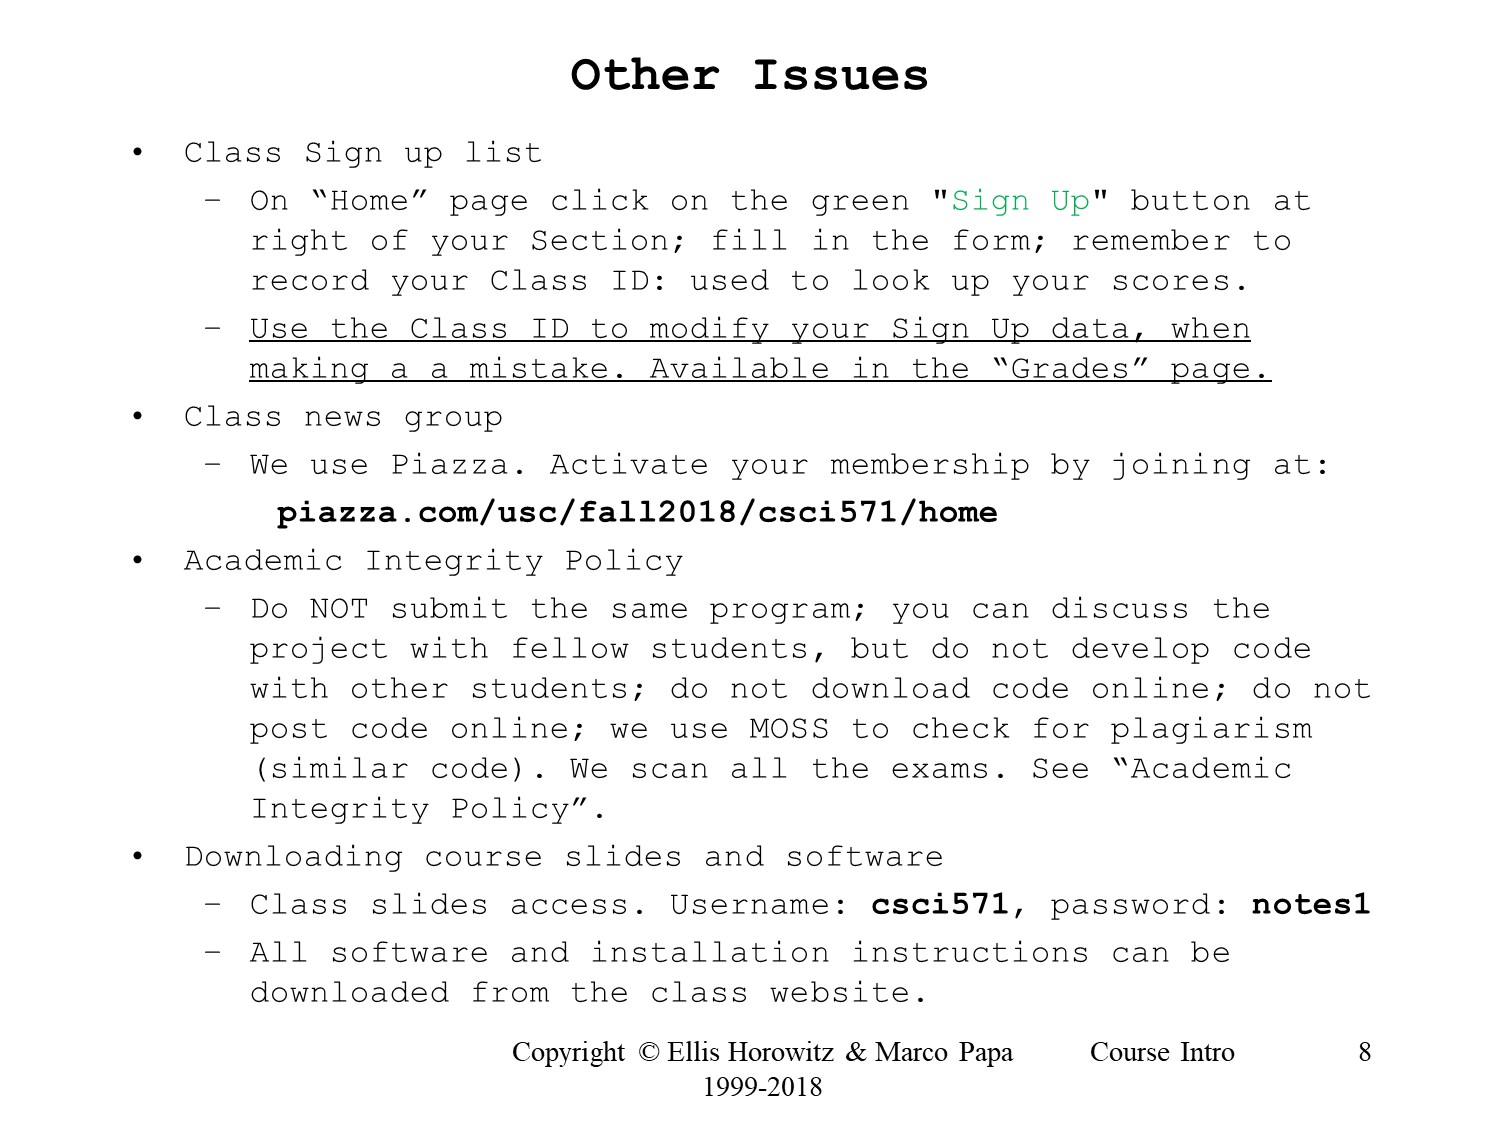 Other Issues
• Class Sign up list
– On “Home” page click on the green "Sign Up" button at
right of your Section; fill in the form; remember to
record your Class ID: used to look up your scores.
– Use the Class ID to modify your Sign Up data, when
making a a mistake. Available in the “Grades” page.
• Class news group
– We use Piazza. Activate your membership by joining at:
piazza.com/usc/fall2018/csci571/home
• Academic Integrity Policy
– Do NOT submit the same program; you can discuss the
project with fellow students, but do not develop code
with other students; do not download code online; do not
post code online; we use MOSS to check for plagiarism
(similar code). We scan all the exams. See “Academic
Integrity Policy”.
• Downloading course slides and software
– Class slides access. Username: csci571, password: notes1
– All software and installation instructions can be
downloaded from the class website.
Copyright © Ellis Horowitz & Marco Papa Course Intro 8
1999-2018